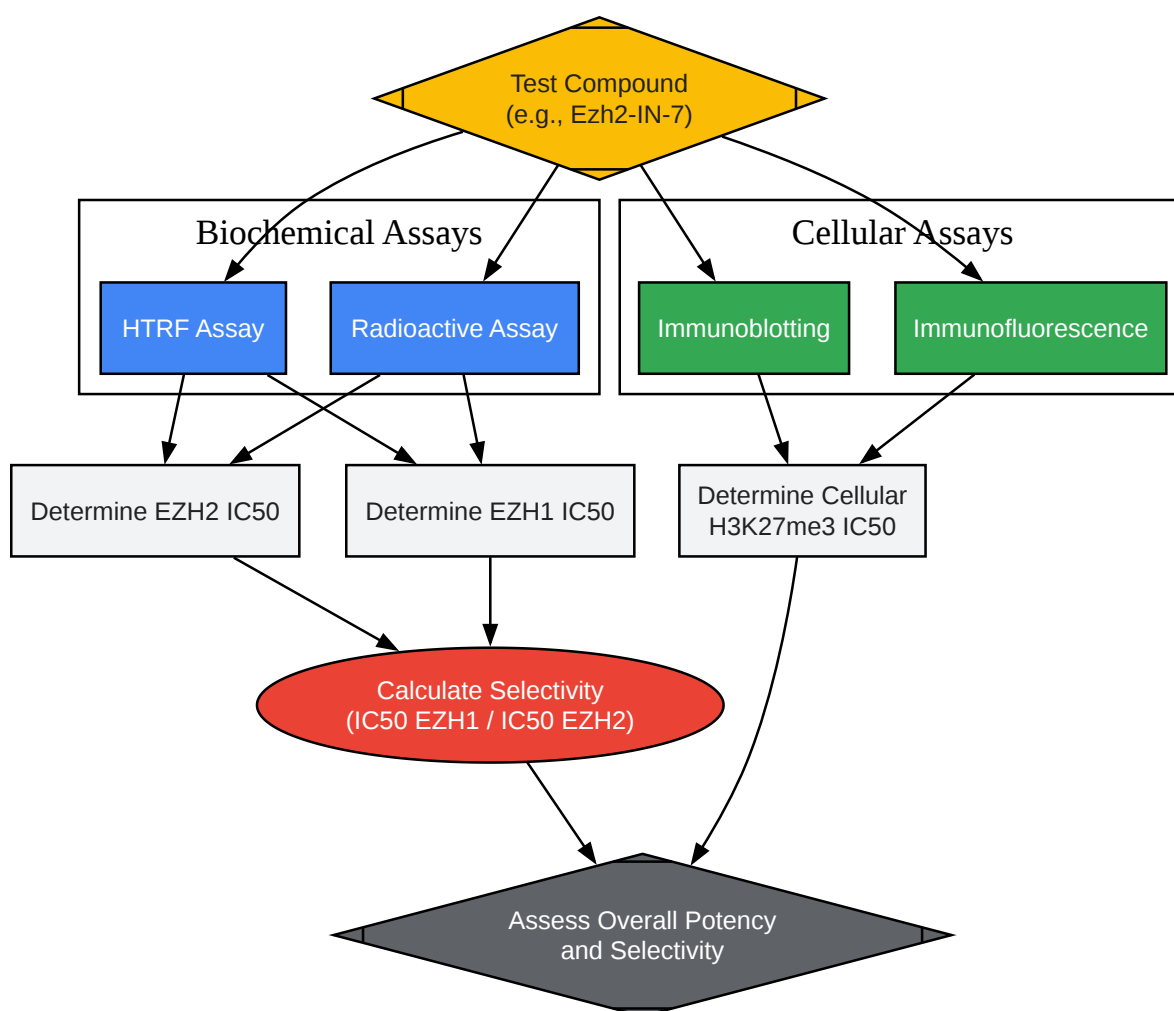 Test Compound
(e.g., Ezh2-IN-7)
Biochemical Assays
Cellular Assays
HTRF Assay
Radioactive Assay
Immunoblotting
Immunofluorescence
Determine EZH2 IC50
Determine EZH1 IC50
Determine Cellular
H3K27me3 IC50
Calculate Selectivity
(IC50 EZH1 / IC50 EZH2)
Assess Overall Potency
and Selectivity